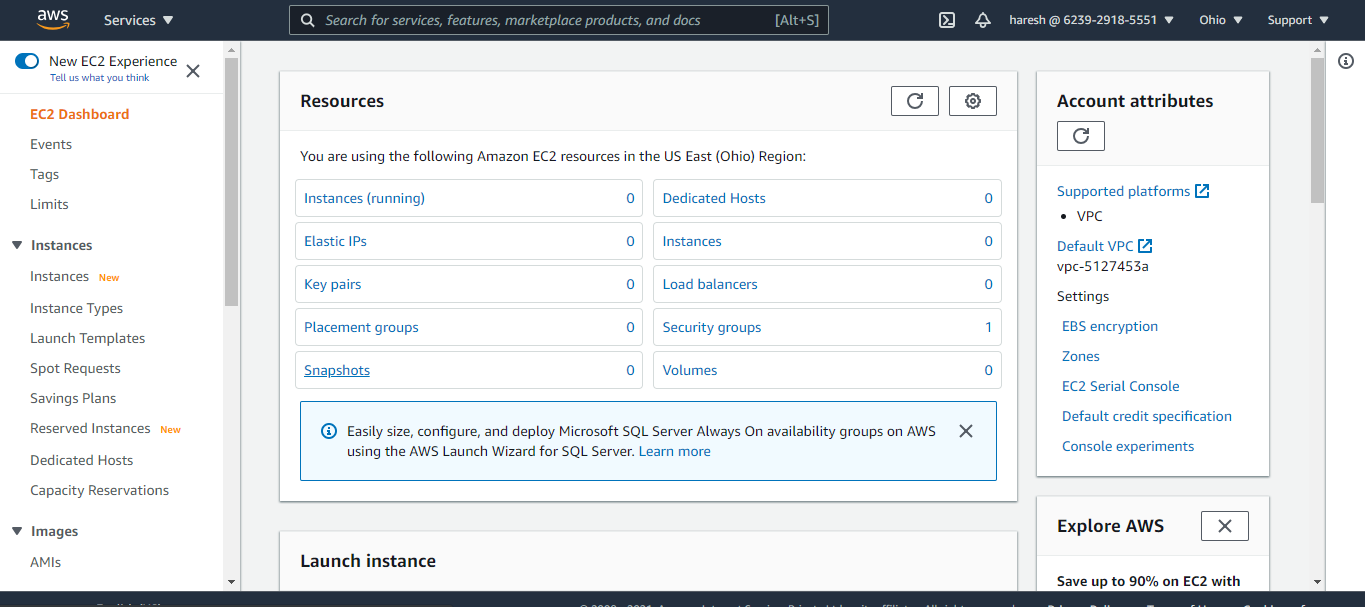 aws
Services
Search for services, features, marketplace products, and docs
[Alt+S]
haresh @ 6239-2918-5551
Ohio
Support
New EC2 Experience
Tell us what you think
EC2 Dashboard
Events
Tags
Limits
Instances
Instances New
Instance Types
Launch Templates
Spot Requests
Savings Plans
Reserved Instances New
Dedicated Hosts
Capacity Reservations
Images
AMIs
Resources
You are using the following Amazon EC2 resources in the US East (Ohio) Region:
Instances (running) 0
Dedicated Hosts 0
Elastic IPs 0
Instances 0
Key pairs 0
Load balancers 0
Placement groups 0
Security groups 1
Snapshots 0
Volumes 0
Easily size, configure, and deploy Microsoft SQL Server Always On availability groups on AWS
using the AWS Launch Wizard for SQL Server. Learn more
Launch instance
Account attributes
Supported platforms
• VPC
Default VPC
vpc-5127453a
Settings
EBS encryption
Zones
EC2 Serial Console
Default credit specification
Console experiments
Explore AWS
Save up to 90% on EC2 with